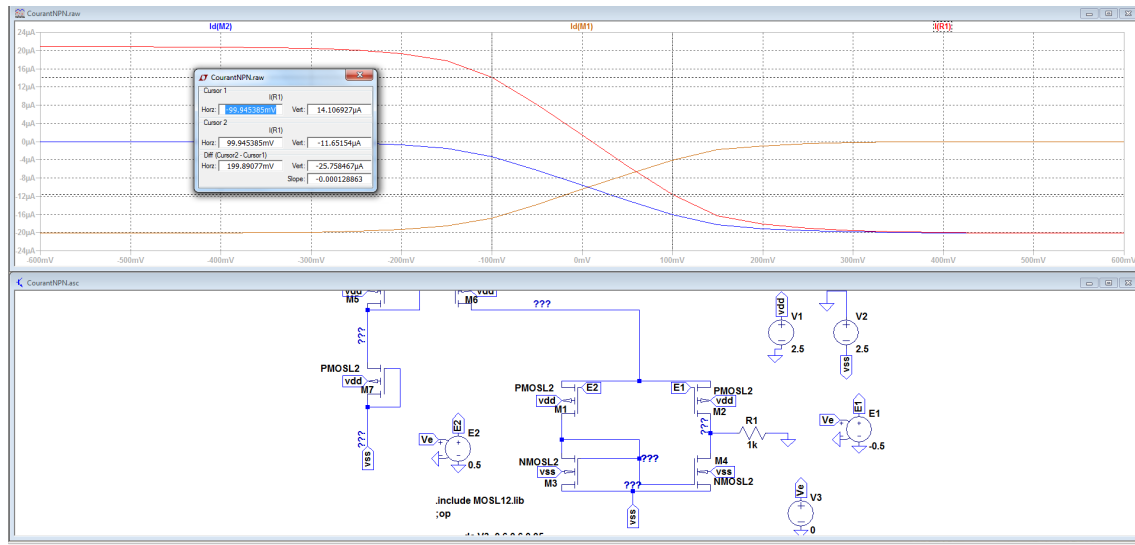 CourantNPN.raw
Id(M2) Id(M1) I(R1)
24µA
20µA
16µA
12µA
8µA
4µA
0µA
-4µA
-8µA
-12µA
-16µA
-20µA
-24µA
-600mV -500mV -400mV -300mV -200mV -100mV 0mV 100mV 200mV 300mV 400mV 500mV 600mV
CourantNPN.raw
Cursor 1
I(R1)
Horz: -99.945385mV Vert: 14.106927µA
Cursor 2
I(R1)
Horz: 99.945385mV Vert: -11.65154µA
Diff (Cursor2 - Cursor1)
Horz: 199.89077mV Vert: -25.758467µA
Slope: -0.000128863
CourantNPN.asc
vdd
M5
vdd
M6
???
???
PMOSL2
vdd
M7
???
vss
Ve
E2
E2
0.5
PMOSL2
E2
vdd
M1
E1
PMOSL2
vdd
M2
???
R1
1k
NMOSL2
vss
M3
???
???
M4
vss
NMOSL2
vss
vdd
V1
2.5
V2
2.5
vss
Ve
E1
E1
-0.5
Ve
V3
0
.include MOSL12.lib
;op